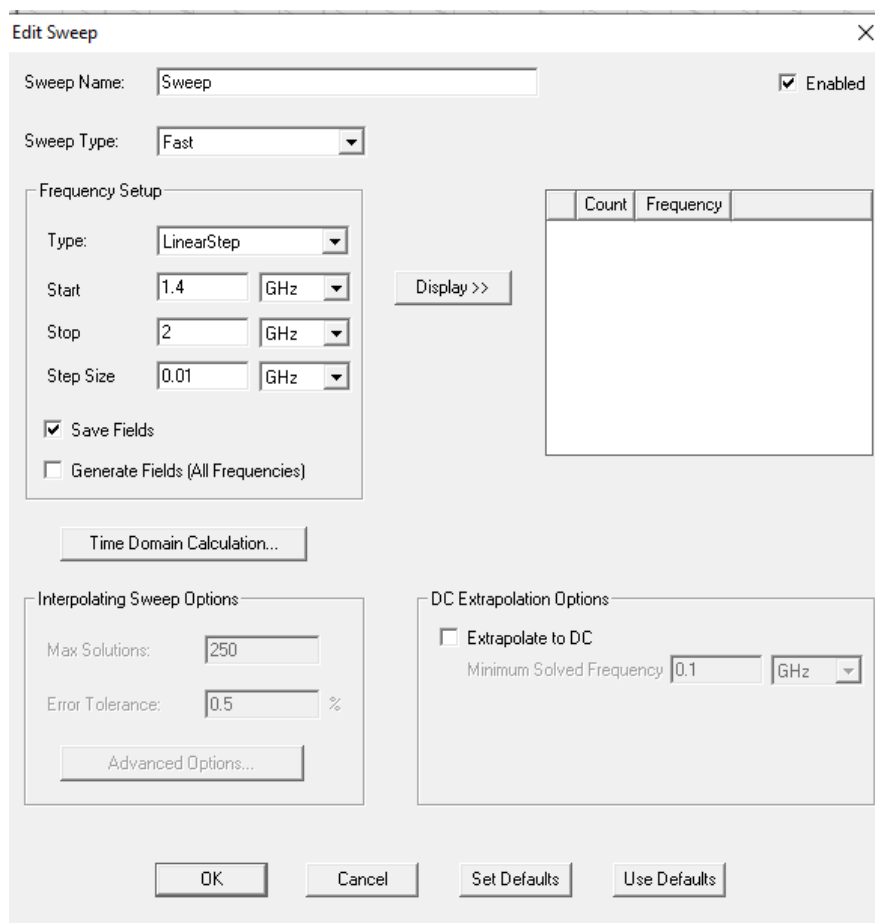 Edit Sweep
Sweep Name: Sweep Enabled
Sweep Type: Fast
Frequency Setup
Type: LinearStep
Start 1.4 GHz
Stop 2 GHz
Step Size 0.01 GHz
Save Fields
Generate Fields (All Frequencies)
Display >>
Count Frequency
Time Domain Calculation...
Interpolating Sweep Options
Max Solutions: 250
Error Tolerance: 0.5 %
Advanced Options...
DC Extrapolation Options
Extrapolate to DC
Minimum Solved Frequency 0.1 GHz
OK Cancel Set Defaults Use Defaults